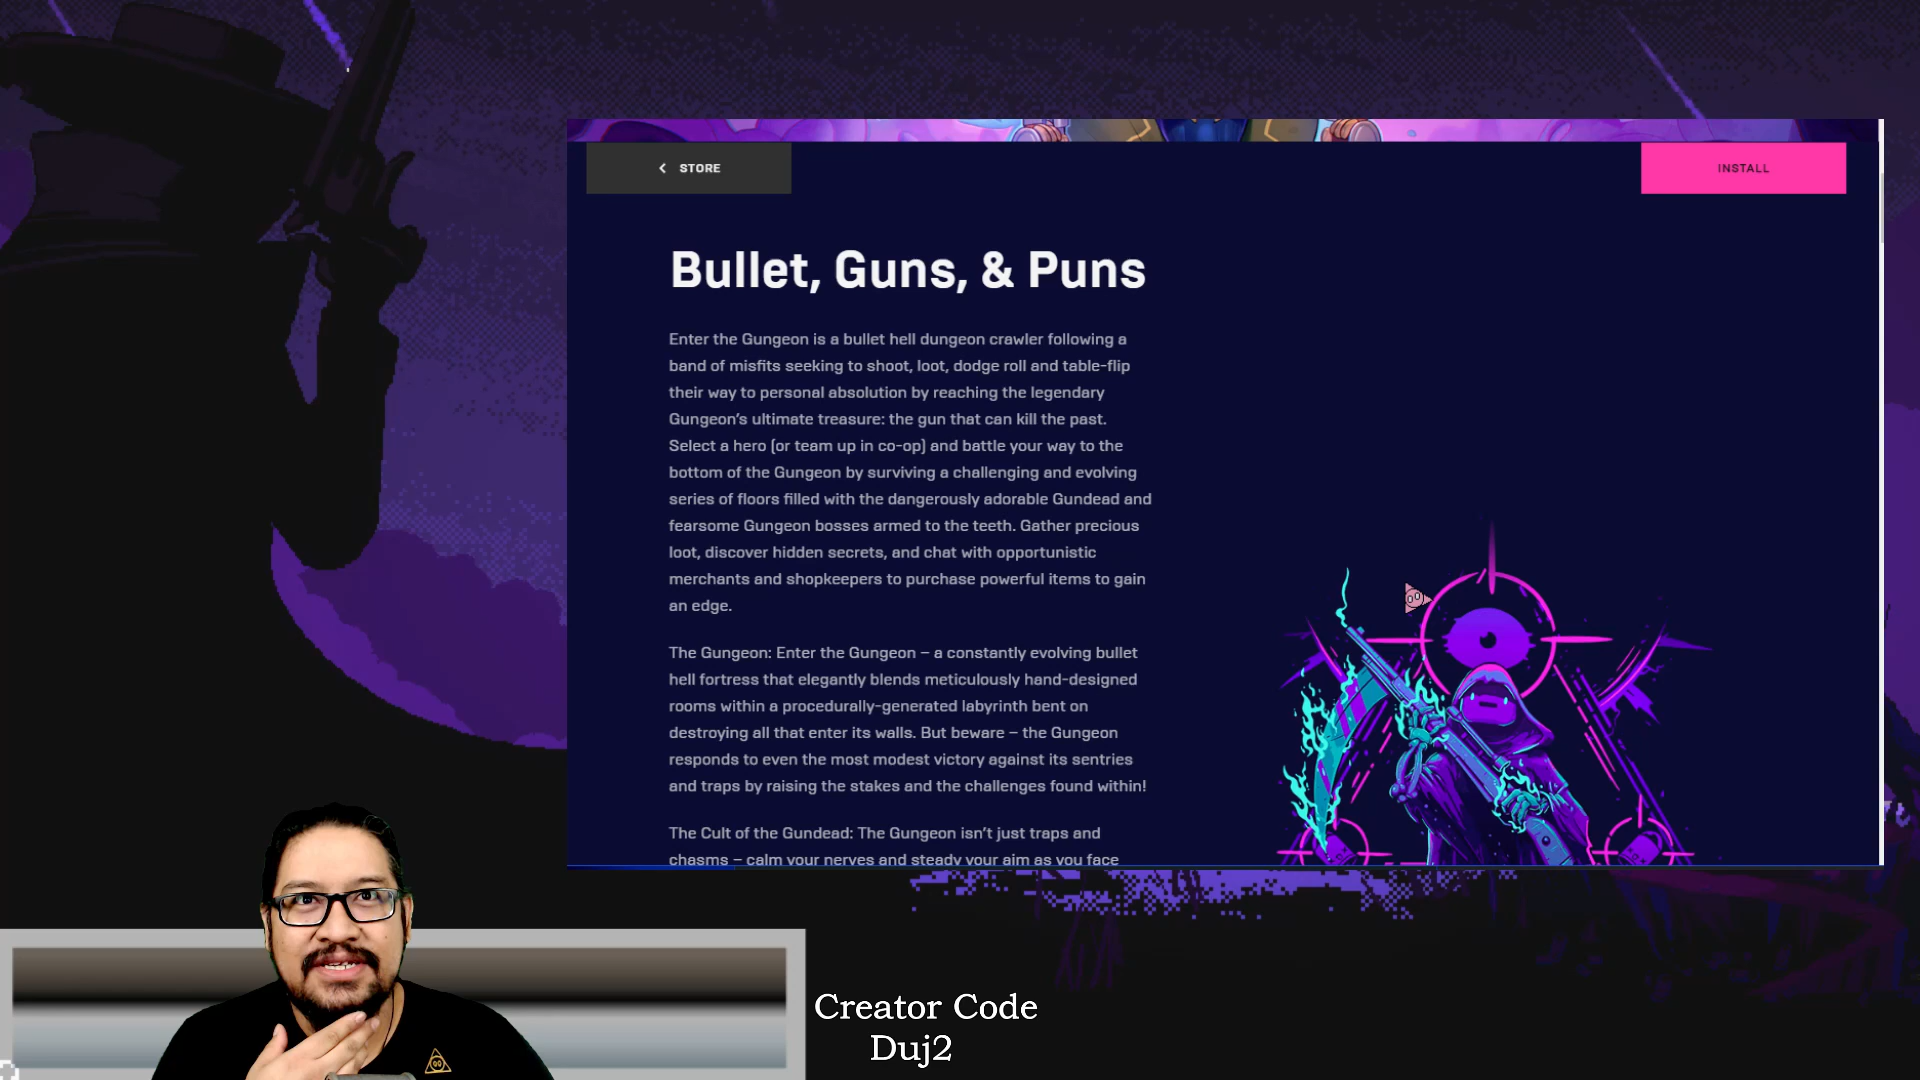 STORE
INSTALL
Bullet, Guns, & Puns
Enter the Gungeon is a bullet hell dungeon crawler following a
band of misfits seeking to shoot, loot, dodge roll and table-flip
their way to personal absolution by reaching the legendary
Gungeon's ultimate treasure: the gun that can kill the past.
Select a hero (or team up in co-op) and battle your way to the
bottom of the Gungeon by surviving a challenging and evolving
series of floors filled with the dangerously adorable Gundead and
fearsome Gungeon bosses armed to the teeth. Gather precious
loot, discover hidden secrets, and chat with opportunistic
merchants and shopkeepers to purchase powerful items to gain
an edge.
The Gungeon: Enter the Gungeon – a constantly evolving bullet
hell fortress that elegantly blends meticulously hand-designed
rooms within a procedurally-generated labyrinth bent on
destroying all that enter its walls. But beware – the Gungeon
responds to even the most modest victory against its sentries
and traps by raising the stakes and the challenges found within!
The Cult of the Gundead: The Gungeon isn't just traps and
chasms – calm your nerves and steady your aim as you face
Creator Code
Duj2